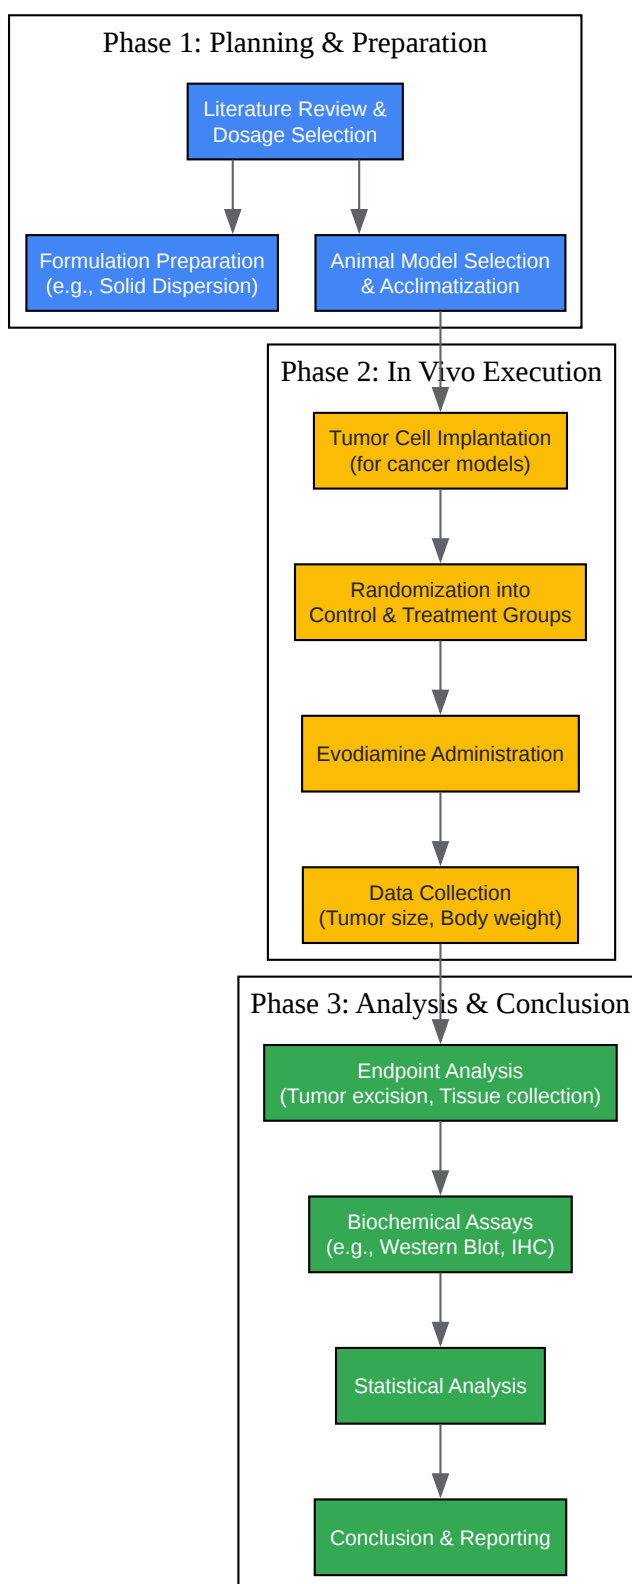 Phase 1: Planning & Preparation
Literature Review &
Dosage Selection
Formulation Preparation
(e.g., Solid Dispersion)
Animal Model Selection
& Acclimatization
Phase 2: In Vivo Execution
Tumor Cell Implantation
(for cancer models)
Randomization into
Control & Treatment Groups
Evodiamine Administration
Data Collection
(Tumor size, Body weight)
Phase 3: Analysis & Conclusion
Endpoint Analysis
(Tumor excision, Tissue collection)
Biochemical Assays
(e.g., Western Blot, IHC)
Statistical Analysis
Conclusion & Reporting